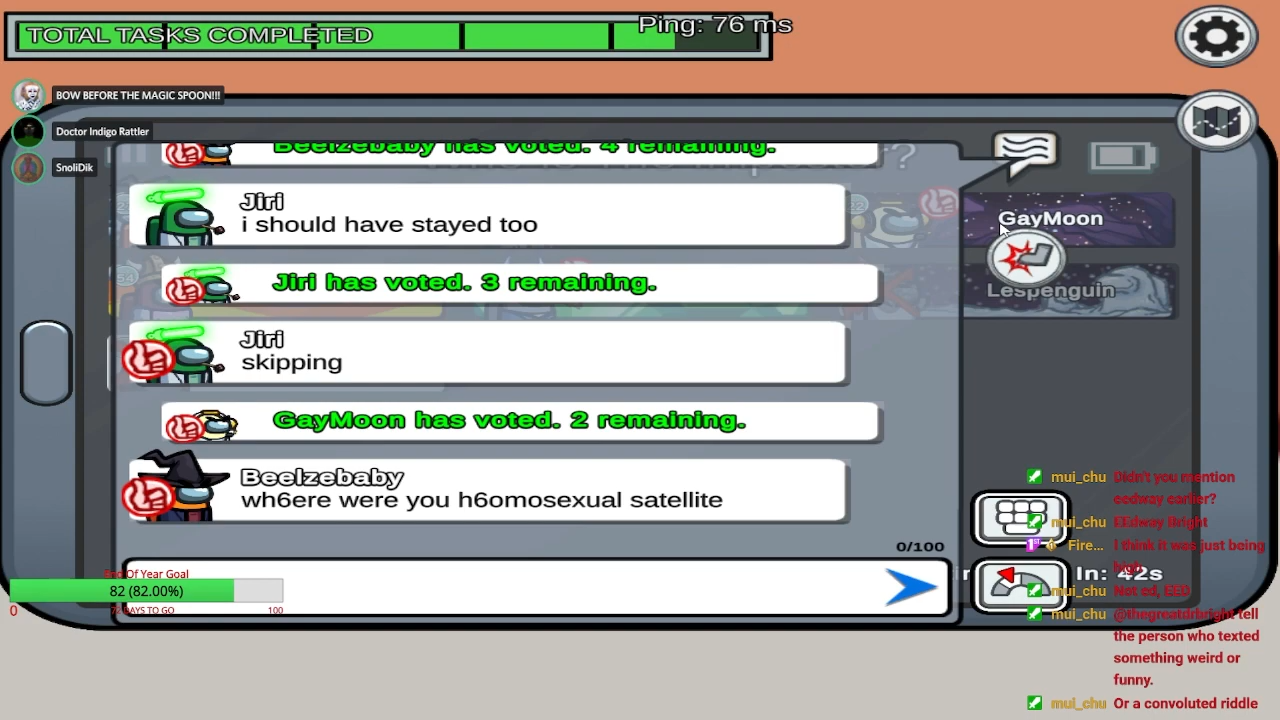 TOTAL TASKS COMPLETED
Ping: 76 ms
BOW BEFORE THE MAGIC SPOON!!!
Doctor Indigo Rattler
SnoliDik
Beelzebaby has voted. 4 remaining.
?
Jiri
i should have stayed too
Jiri has voted. 3 remaining.
Jiri
skipping
GayMoon has voted. 2 remaining.
Beelzebaby
wh6ere were you h6omosexual satellite
0/100
GayMoon
Lespenguin
In: 42s
End Of Year Goal
82 (82.00%)
0
72 DAYS TO GO
100
mui_chu Didn't you mention
eedway earlier?
mui_chu EEdway Bright
Fire... I think it was just being
high
mui_chu Not ed, EED
mui_chu @thegreatdrbright tell
the person who texted
something weird or
funny.
mui_chu Or a convoluted riddle